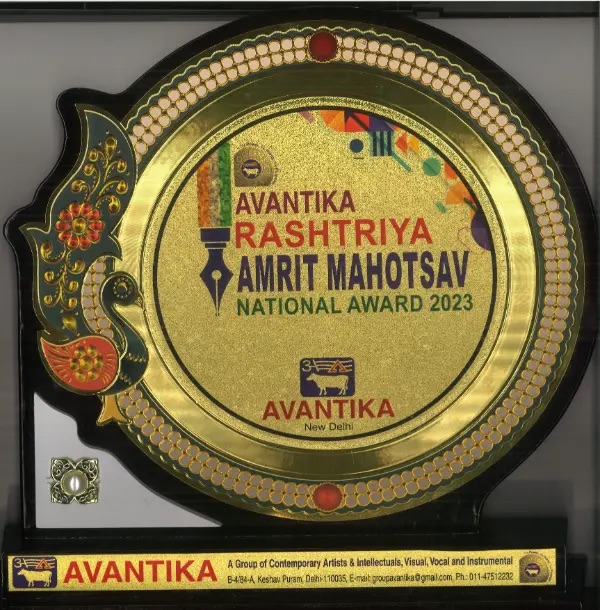 AVANTIKA
RASHTRIYA
AMRIT MAHOTSAV
NATIONAL AWARD 2023
AVANTIKA
New Delhi
AVANTIKA
A Group of Contemporary Artists & Intellectuals, Visual, Vocal and Instrumental
B-4/84-A, Keshav Puram, Delhi-110035, E-mail: groupavantika@gmail.com, Ph.: 011-47512232